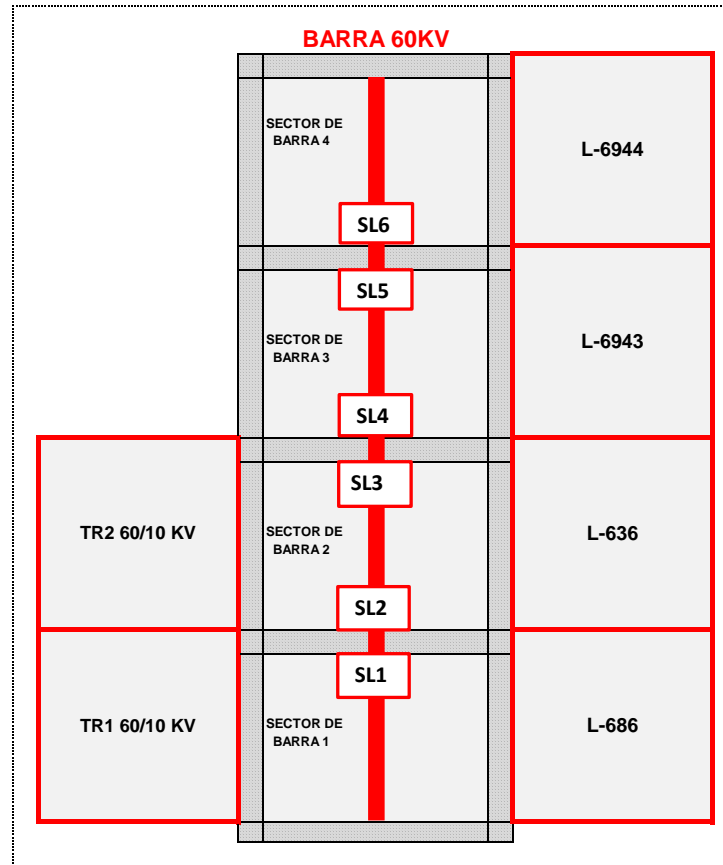 BARRA 60KV
SECTOR DE
BARRA 4
L-6944
SL6
SL5
SECTOR DE
BARRA 3
L-6943
SL4
SL3
TR2 60/10 KV
SECTOR DE
BARRA 2
L-636
SL2
SL1
TR1 60/10 KV
SECTOR DE
BARRA 1
L-686